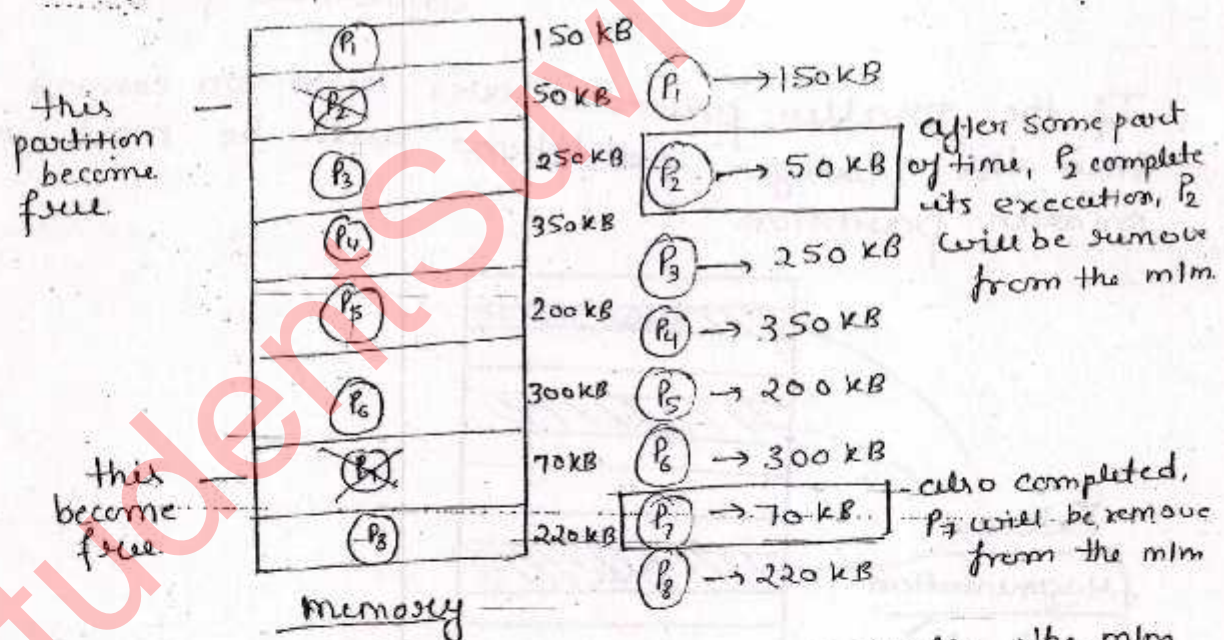 P1 150 KB
this
partition
become
free.
P2 50 KB
P3 250 KB
P4 350 KB
P5 200 KB
P6 300 KB
this
become
free.
70 KB
P8 220 KB
memory
P1 → 150 KB
P2 → 50 KB
after some part
of time, P2 complete
its execution, P2
will be remove
from the m/m
P3 → 250 KB
P4 → 350 KB
P5 → 200 KB
P6 → 300 KB
P7 → 70 KB.
also completed,
P7 will be remove
from the m/m
P8 → 220 KB
the m/m
StudentSuvi